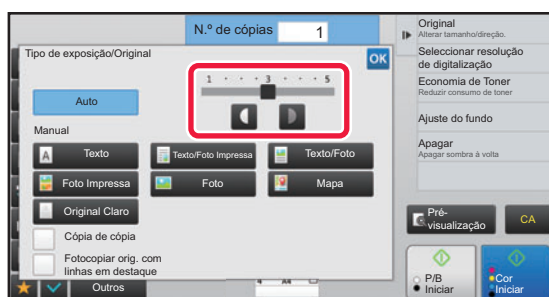 N.º de cópias
1
Tipo de exposição/Original
OK
1 · · · 3 · · · 5
Auto
Manual
A Texto
Texto/Foto Impressa
Texto/Foto
Foto Impressa
Foto
Mapa
Original Claro
Cópia de cópia
Fotocopiar orig. com
linhas em destaque
Outros
A4
Original
Alterar tamanho/direção.
Seleccionar resolução
de digitalização
Economia de Toner
Reduzir consumo de toner
Ajuste do fundo
Apagar
Apagar sombra à volta
Pré-
visualização
CA
P/B
Iniciar
Cor
Iniciar